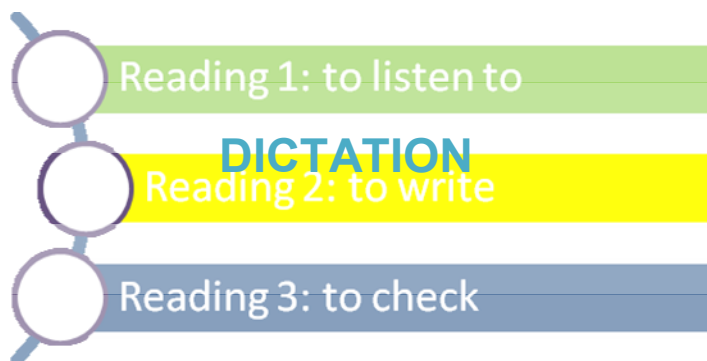 Reading 1: to listen to
DICTATION
Reading 2: to write
Reading 3: to check